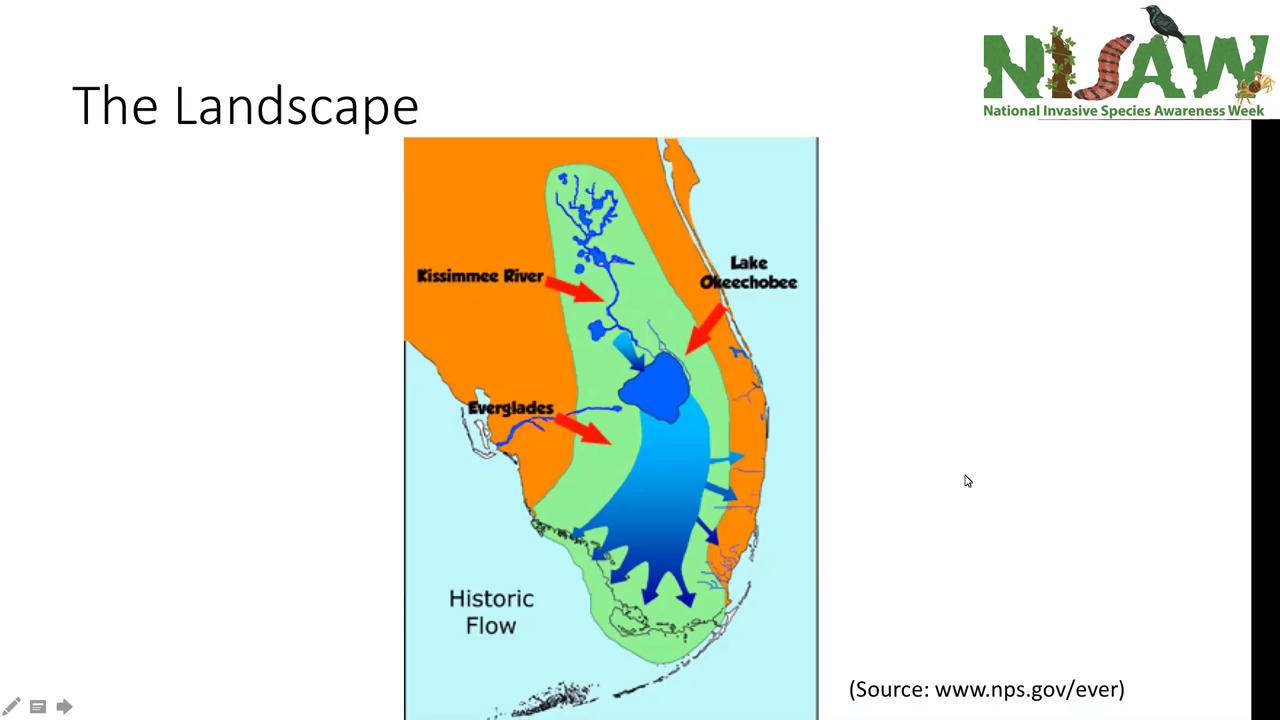 NISAW
National Invasive Species Awareness Week
The Landscape
Kissimmee River
Lake
Okeechobee
Everglades
Historic
Flow
(Source: www.nps.gov/ever)